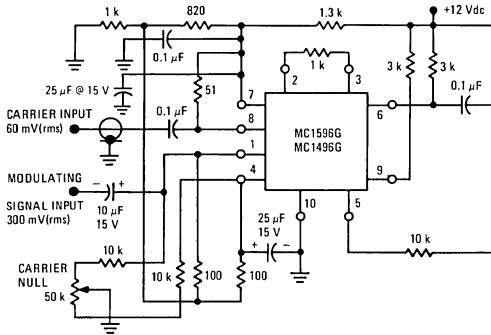 1 k
820
1.3 k
+12 Vdc
0.1 µF
1 k
3 k
3 k
25 µF @ 15 V
51
2
3
0.1 µF
CARRIER INPUT
60 mV(rms)
0.1 µF
7
8
6
MC1596G
MC1496G
MODULATING
1
4
9
SIGNAL INPUT
300 mV(rms)
− +
10 µF
15 V
25 µF
15 V
+ −
10
5
10 k
CARRIER
NULL
50 k
10 k
100
100
10 k